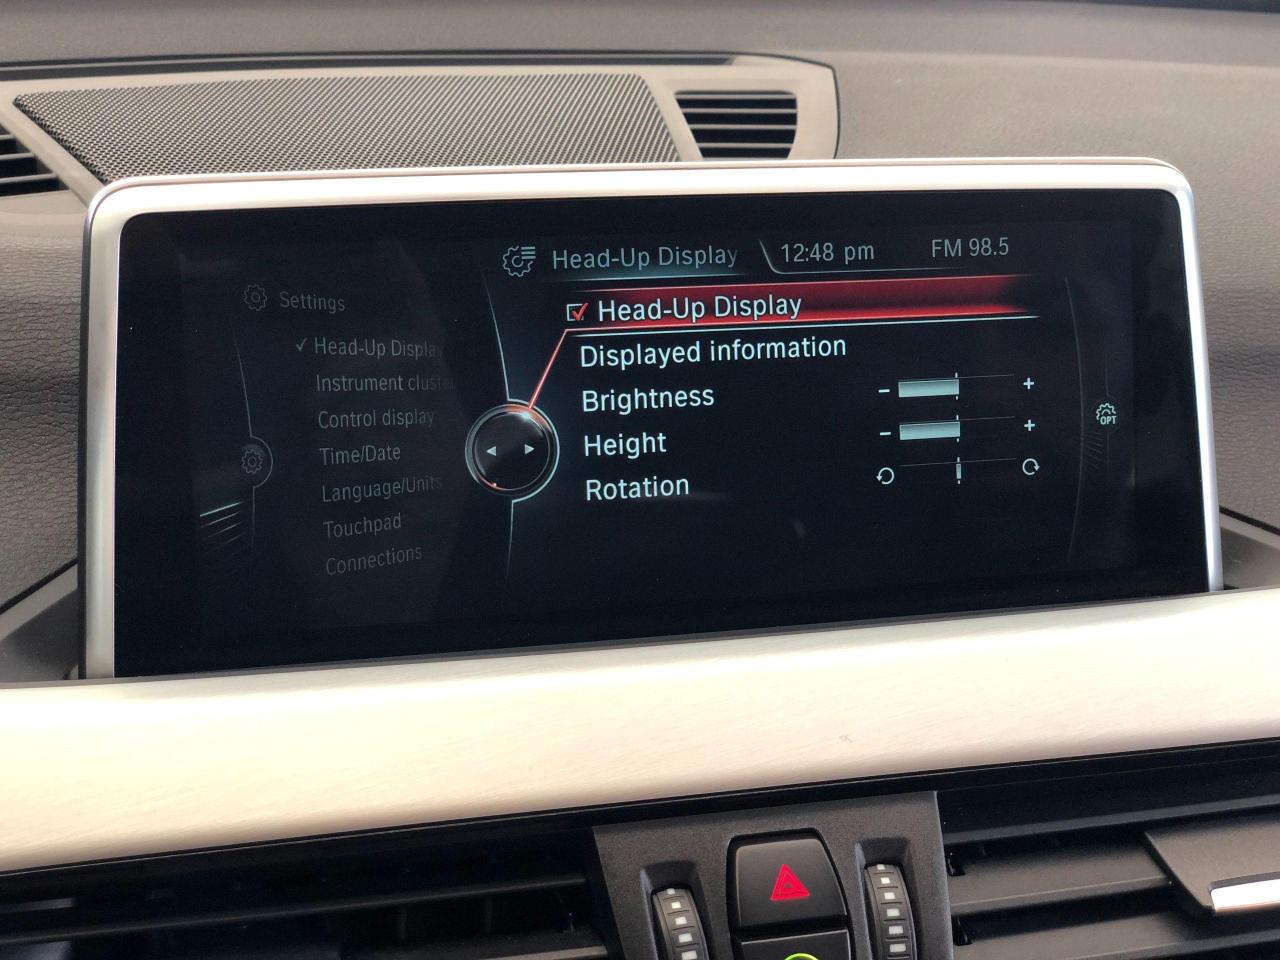 Head-Up Display
12:48 pm
FM 98.5
Settings
Head-Up Display
Instrument cluste
Control display
Time/Date
Language/Units
Touchpad
Connections
Head-Up Display
Displayed information
Brightness - +
Height - +
Rotation
OPT